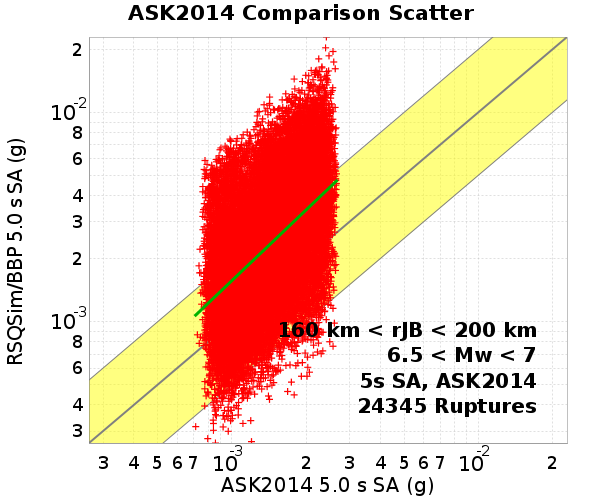 ASK2014 Comparison Scatter
RSQSim/BBP 5.0 s SA (g)
2
10-2
8
6
4
3
2
10-3
8
6
4
3
160 km < rJB < 200 km
6.5 < Mw < 7
5s SA, ASK2014
24345 Ruptures
3 4 5 6 7 10-3 2 3 4 5 6 7 10-2 2
ASK2014 5.0 s SA (g)